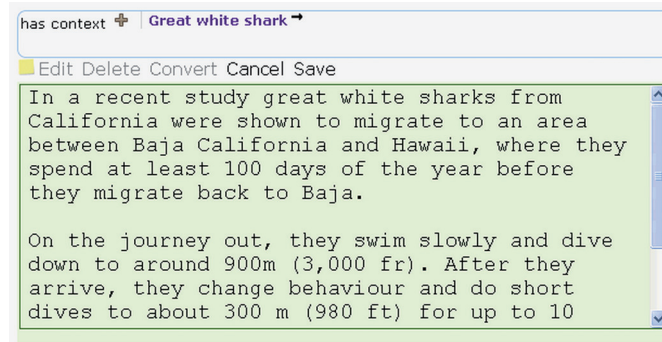 has context Great white shark
Edit Delete Convert Cancel Save
In a recent study great white sharks from
California were shown to migrate to an area
between Baja California and Hawaii, where they
spend at least 100 days of the year before
they migrate back to Baja.
On the journey out, they swim slowly and dive
down to around 900m (3,000 fr). After they
arrive, they change behaviour and do short
dives to about 300 m (980 ft) for up to 10